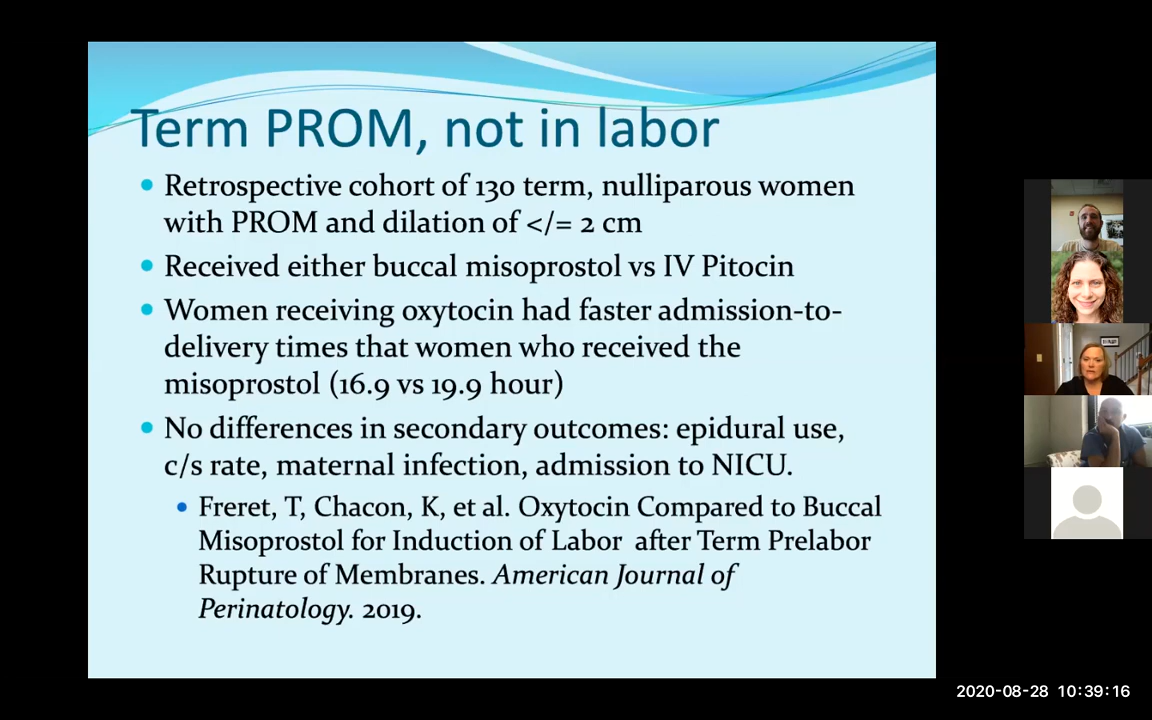 Term PROM, not in labor
Retrospective cohort of 130 term, nulliparous women
with PROM and dilation of </= 2 cm
Received either buccal misoprostol vs IV Pitocin
Women receiving oxytocin had faster admission-to-
delivery times that women who received the
misoprostol (16.9 vs 19.9 hour)
No differences in secondary outcomes: epidural use,
c/s rate, maternal infection, admission to NICU.
Freret, T, Chacon, K, et al. Oxytocin Compared to Buccal
Misoprostol for Induction of Labor after Term Prelabor
Rupture of Membranes. American Journal of
Perinatology. 2019.
2020-08-28 10:39:16